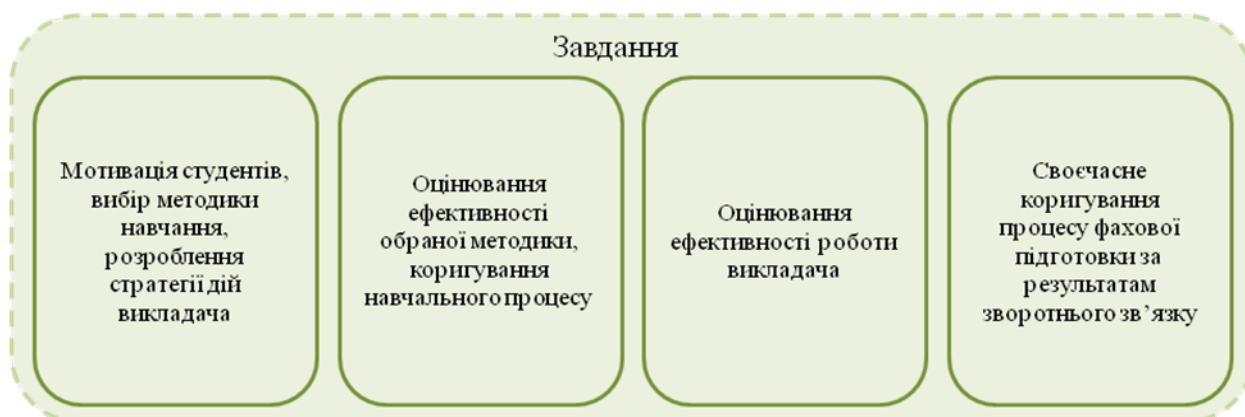 Завдання
Мотивація студентів,
вибір методики
навчання,
розроблення
стратегії дій
викладача
Оцінювання
ефективності
обраної методики,
коригування
навчального процесу
Оцінювання
ефективності роботи
викладача
Своєчасне
коригування
процесу фахової
підготовки за
результатам
зворотнього зв’язку